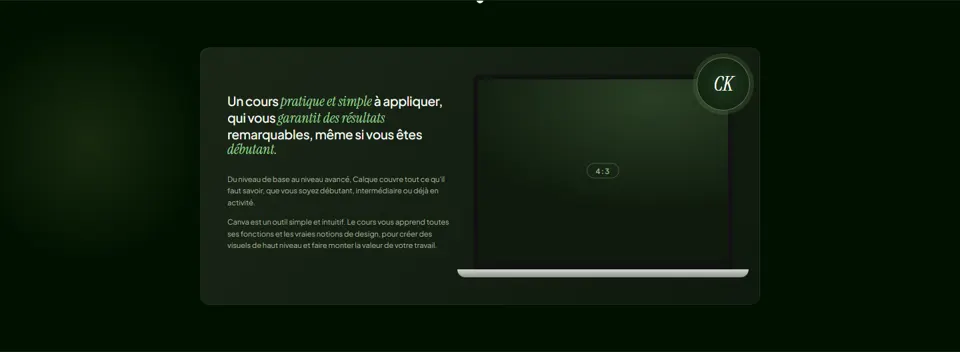 Un cours pratique et simple à appliquer,
qui vous garantit des résultats
remarquables, même si vous êtes
débutant.
Du niveau de base au niveau avancé, Calque couvre tout ce qu'il
faut savoir, que vous soyez débutant, intermédiaire ou déjà en
activité.
Canva est un outil simple et intuitif. Le cours vous apprend toutes
ses fonctions et les vraies notions de design, pour créer des
visuels de haut niveau et faire monter la valeur de votre travail.
CK
4:3